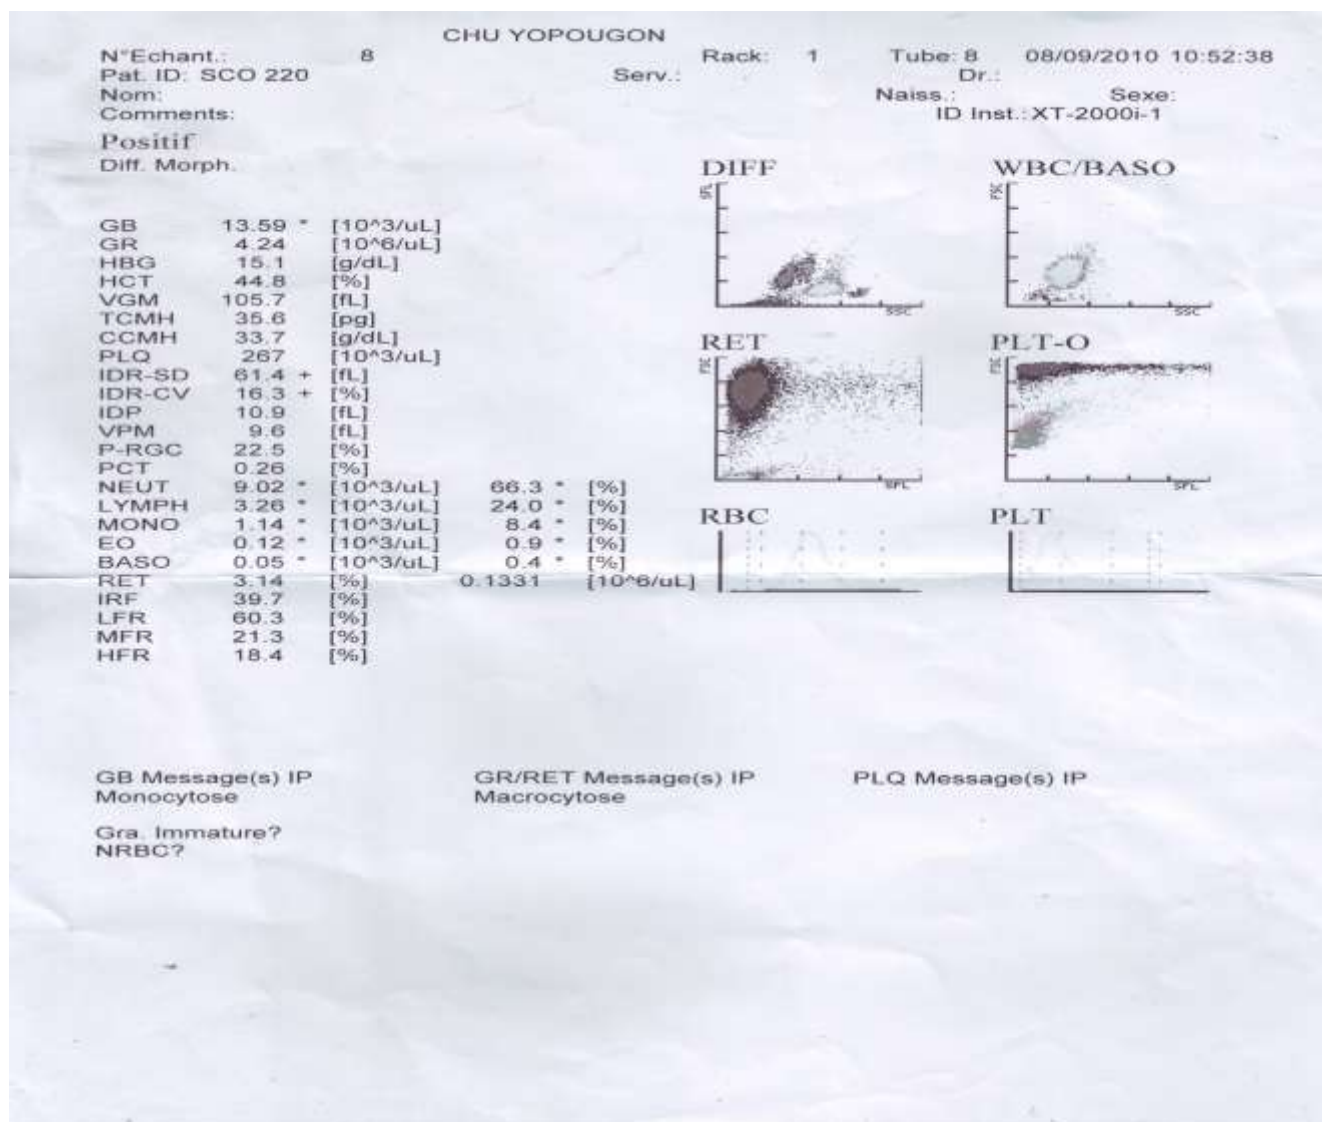 CHU YOPOUGON
N°Echant.: 8 Rack: 1 Tube: 8 08/09/2010 10:52:38
Pat. ID: SCO 220 Serv.: Dr.:
Nom: Naiss.: Sexe:
Comments: ID Inst.: XT-2000i-1
Positif
Diff. Morph.
GB 13.59 * [10^3/uL]
GR 4.24 [10^6/uL]
HBG 15.1 [g/dL]
HCT 44.8 [%]
VGM 105.7 [fL]
TCMH 35.6 [pg]
CCMH 33.7 [g/dL]
PLQ 267 [10^3/uL]
IDR-SD 61.4 + [fL]
IDR-CV 16.3 + [%]
IDP 10.9 [fL]
VPM 9.6 [fL]
P-RGC 22.5 [%]
PCT 0.26 [%]
NEUT 9.02 * [10^3/uL] 66.3 * [%]
LYMPH 3.26 * [10^3/uL] 24.0 * [%]
MONO 1.14 * [10^3/uL] 8.4 * [%]
EO 0.12 * [10^3/uL] 0.9 * [%]
BASO 0.05 * [10^3/uL] 0.4 * [%]
RET 3.14 [%] 0.1331 [10^6/uL]
IRF 39.7 [%]
LFR 60.3 [%]
MFR 21.3 [%]
HFR 18.4 [%]
DIFF WBC/BASO
SFL FSC
SSC SSC
RET PLT-O
FSC FSC
SFL SFL
RBC PLT
GB Message(s) IP GR/RET Message(s) IP PLQ Message(s) IP
Monocytose Macrocytose
Gra. Immature?
NRBC?